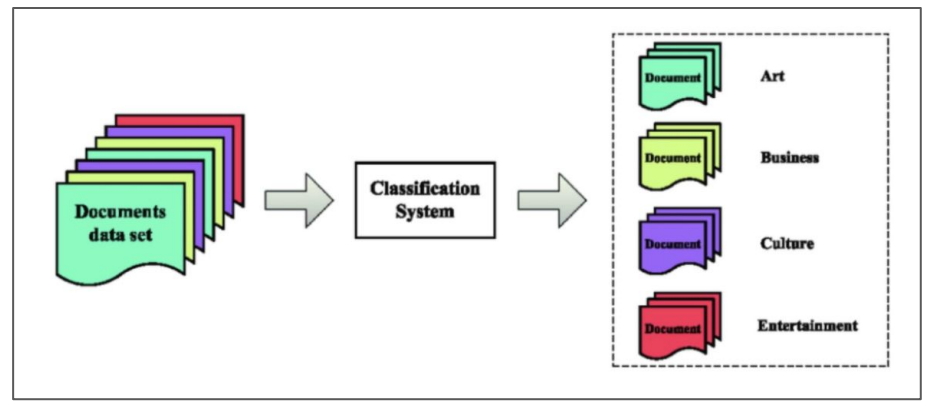 Documents
data set
Classification
System
Document
Art
Document
Business
Document
Culture
Document
Entertainment